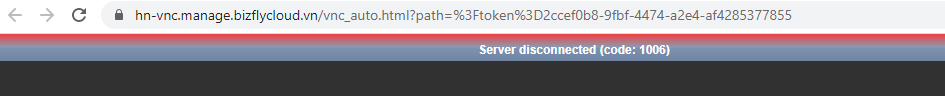 hn-vnc.manage.bizflycloud.vn/vnc_auto.html?path=%3Ftoken%3D2ccef0b8-9fbf-4474-a2e4-af4285377855
Server disconnected (code: 1006)